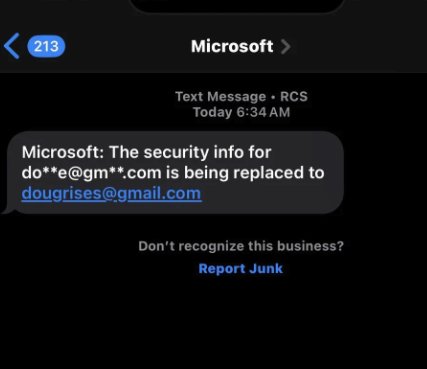 213
Microsoft
Text Message • RCS
Today 6:34 AM
Microsoft: The security info for
do**e@gm**.com is being replaced to
dougrises@gmail.com
Don't recognize this business?
Report Junk